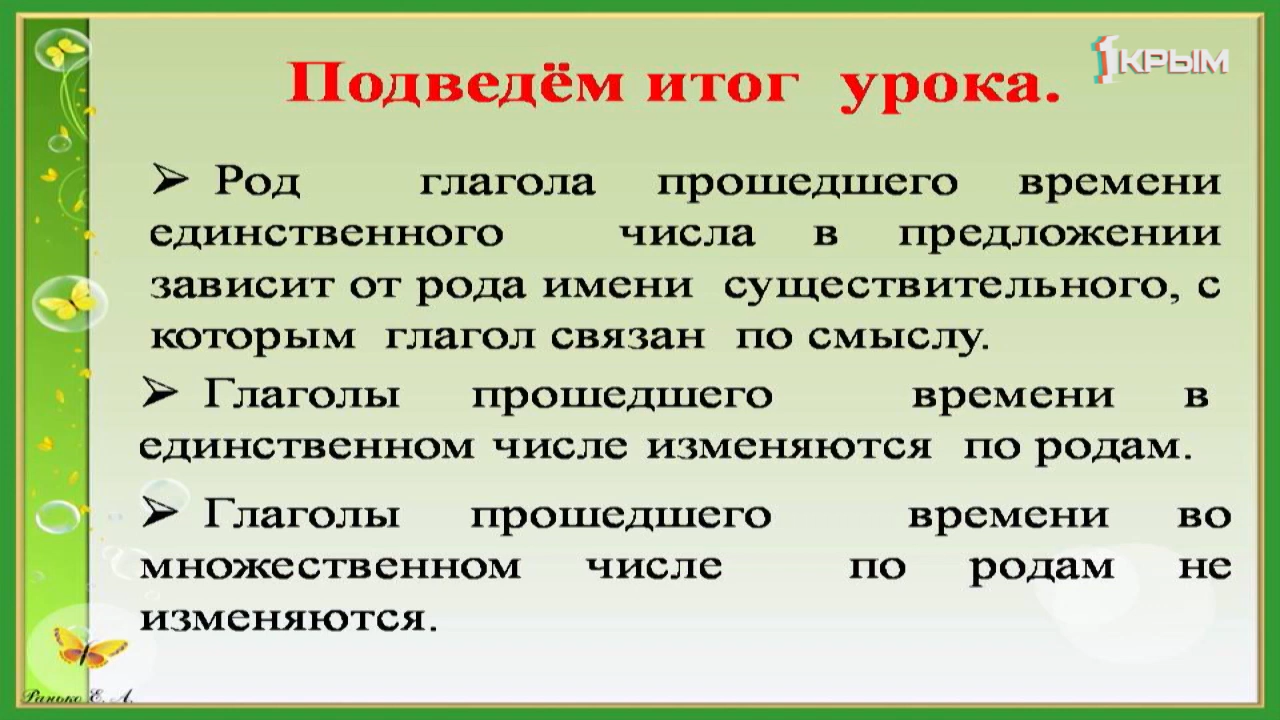 Подведём итог урока.
1КРЫМ
➢ Род глагола прошедшего времени
единственного числа в предложении
зависит от рода имени существительного, с
которым глагол связан по смыслу.
➢ Глаголы прошедшего времени в
единственном числе изменяются по родам.
➢ Глаголы прошедшего времени во
множественном числе по родам не
изменяются.
Ранько Е. А.